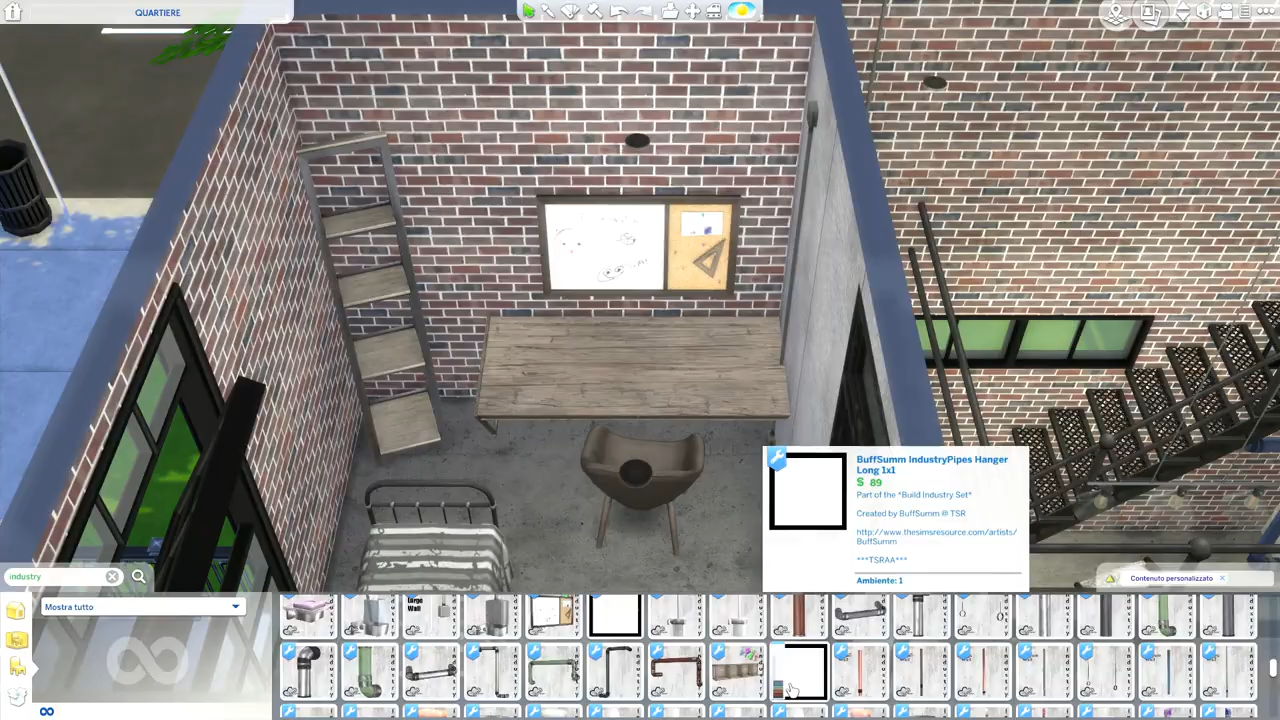 QUARTIERE
BuffSumm IndustryPipes Hanger
Long 1x1
$ 89
Part of the *Build Industry Set*
Created by BuffSumm @ TSR
http://www.thesimsresource.com/artists/
BuffSumm
***TSRAA***
Ambiente: 1
industry
Contenuto personalizzato
Mostra tutto
Large
Wall